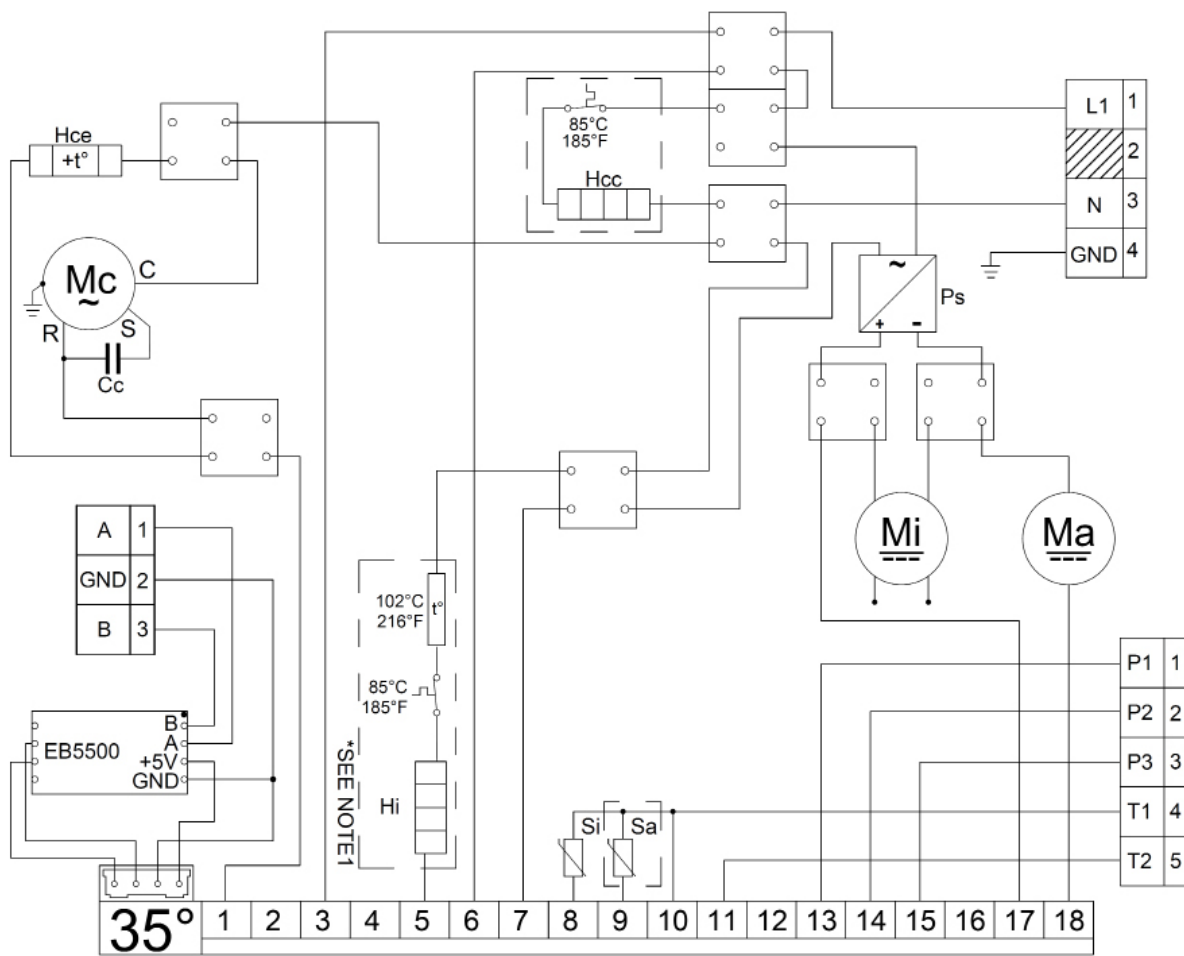 Hce
+t°
Mc
~
C
R
S
Cc
85°C
185°F
Hcc
L1 1
2
N 3
GND 4
~
+ -
Ps
Mi
Ma
A 1
GND 2
B 3
B
A
+5V
GND
EB5500
102°C
216°F
t°
85°C
185°F
*SEE NOTE1
Hi
Si
Sa
P1 1
P2 2
P3 3
T1 4
T2 5
35° 1 2 3 4 5 6 7 8 9 10 11 12 13 14 15 16 17 18